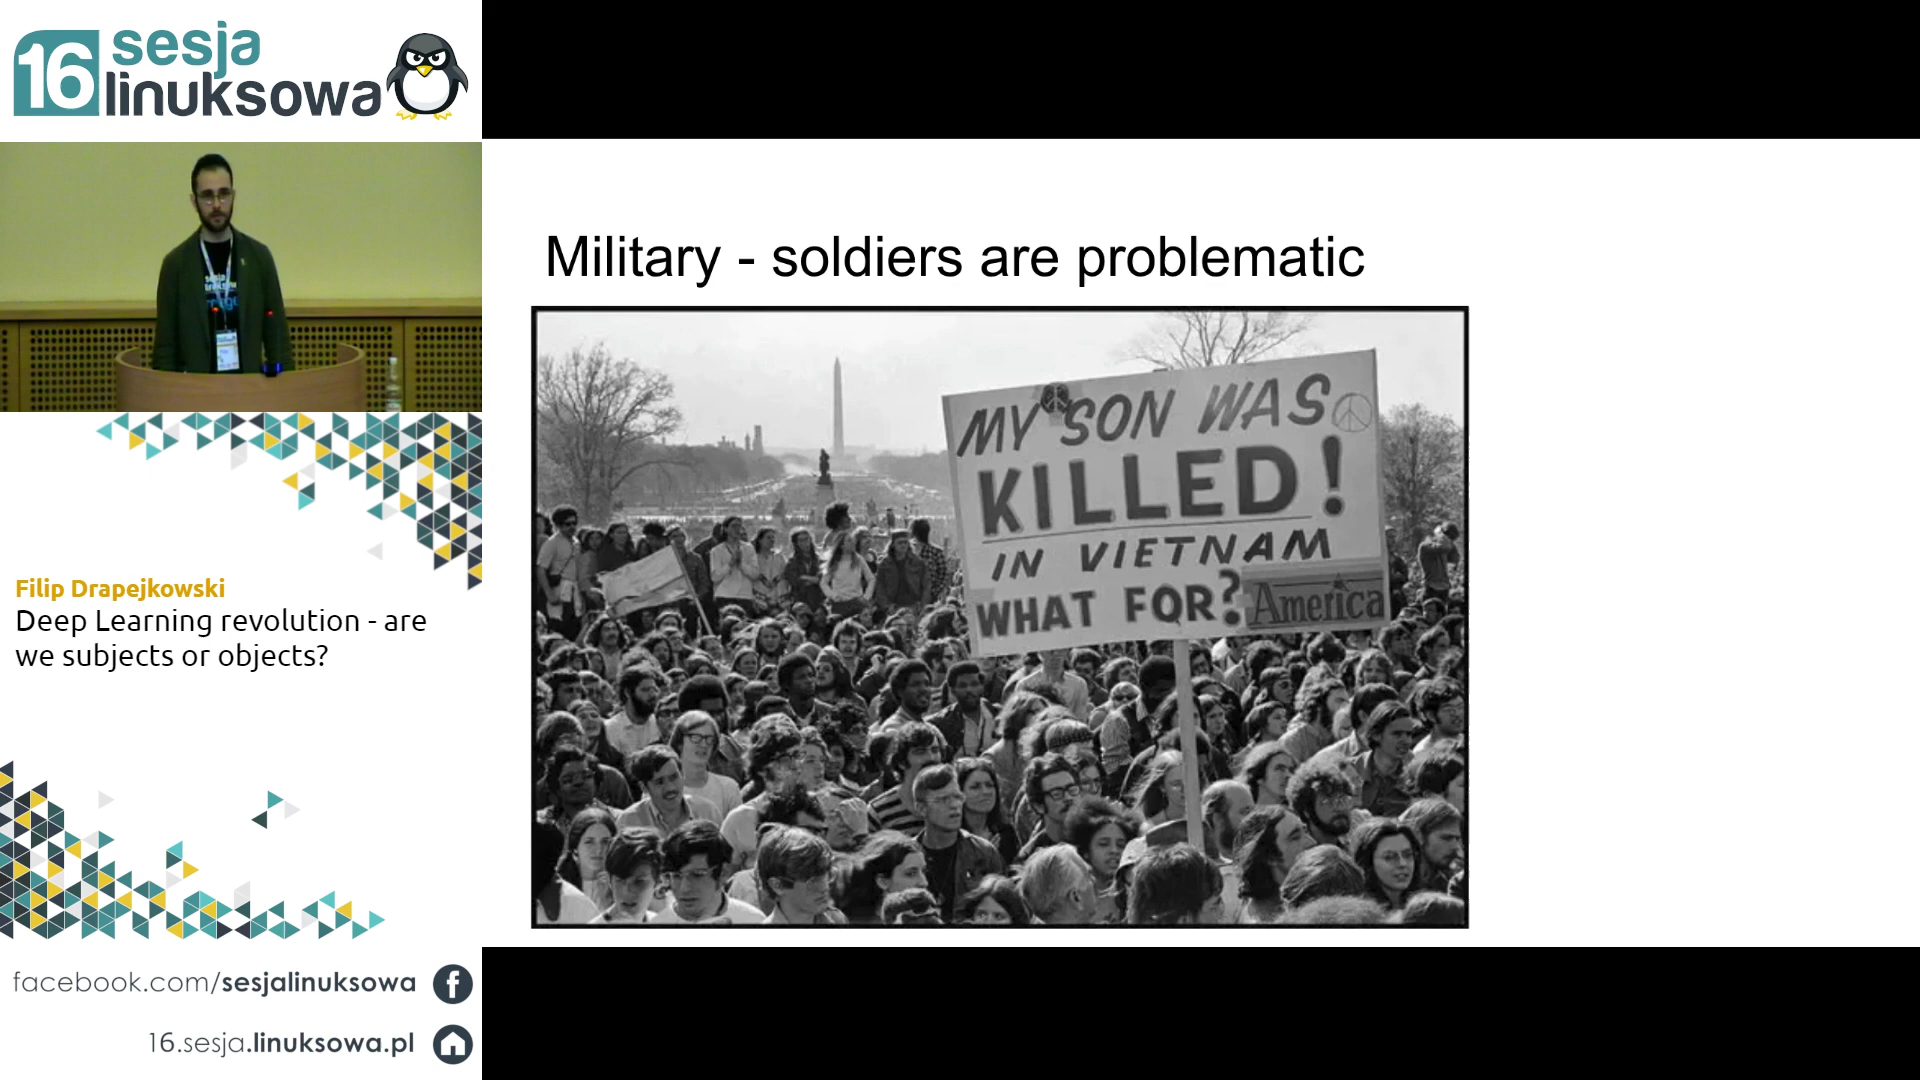 16 sesja
linuksowa
Filip Drapejkowski
Deep Learning revolution - are
we subjects or objects?
facebook.com/sesjalinuksowa
16.sesja.linuksowa.pl
Military - soldiers are problematic
MY SON WAS
KILLED!
IN VIETNAM
WHAT FOR?
America